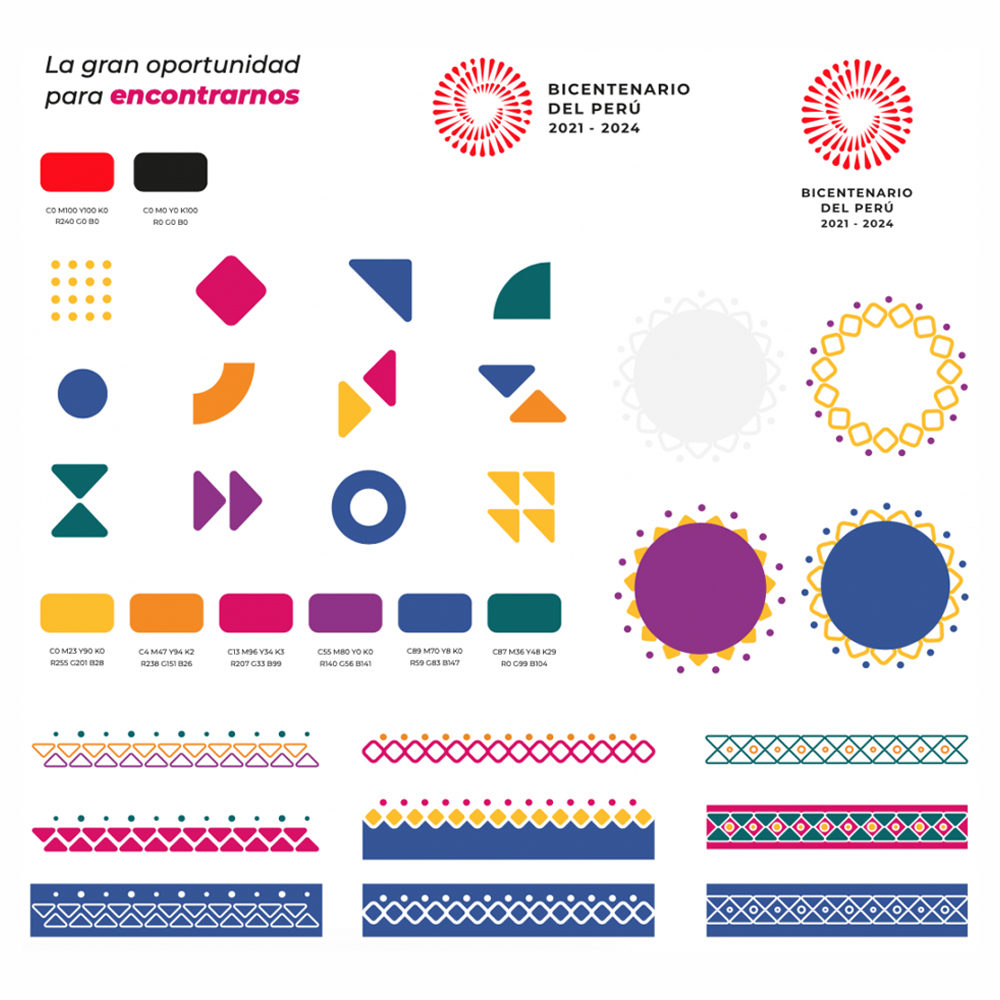 La gran oportunidad
para encontrarnos
BICENTENARIO
DEL PERÚ
2021 - 2024
BICENTENARIO
DEL PERÚ
2021 - 2024
C0 M100 Y100 K0
R240 G0 B0
C0 M0 Y0 K100
R0 G0 B0
C0 M23 Y90 K0
R255 G201 B28
C4 M47 Y94 K2
R238 G151 B26
C13 M96 Y34 K3
R207 G33 B99
C55 M80 Y0 K0
R140 G56 B141
C89 M70 Y8 K0
R59 G83 B147
C87 M36 Y48 K29
R0 G99 B104